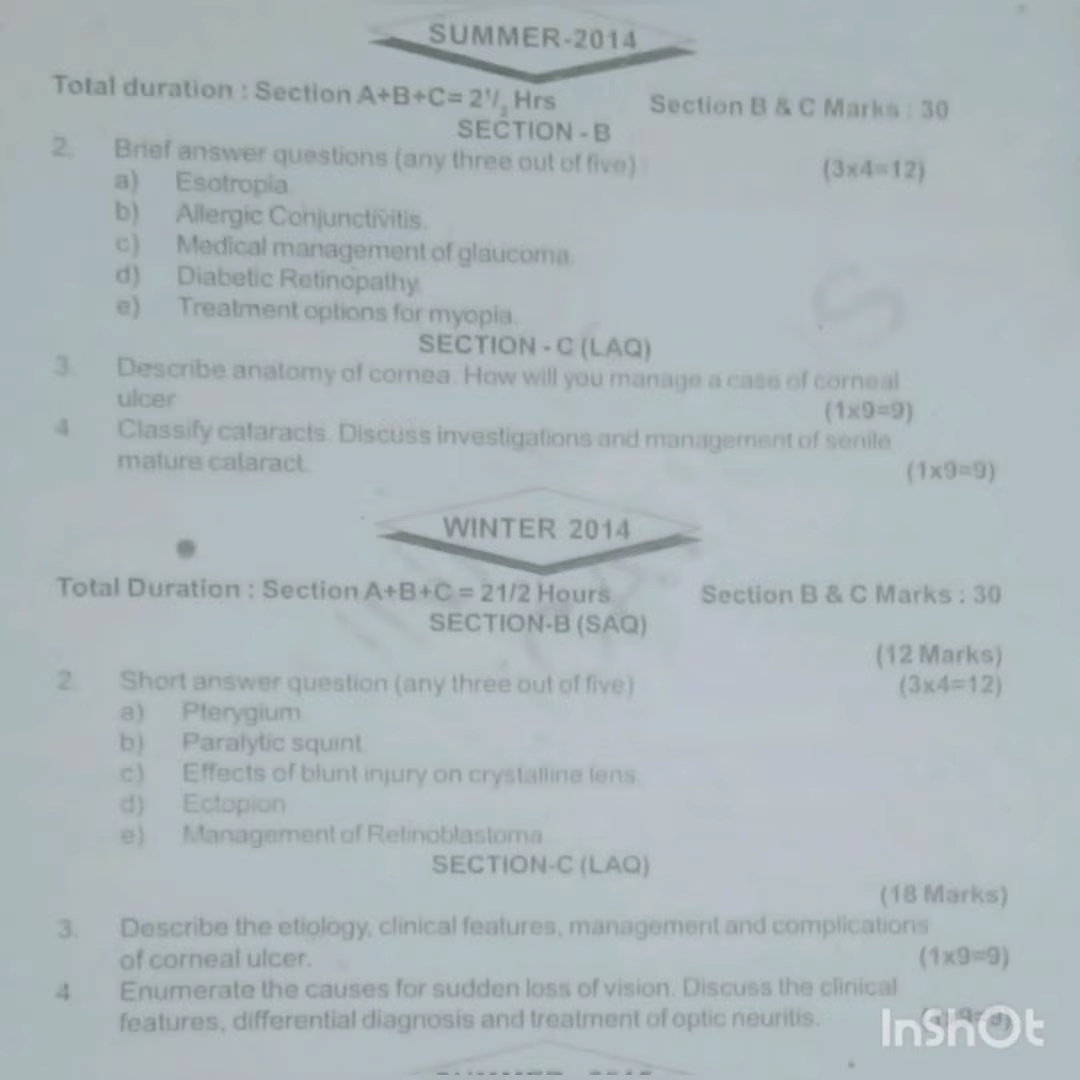 SUMMER-2014
Total duration : Section A+B+C= 2 1/2 Hrs Section B & C Marks : 30
SECTION - B
2. Brief answer questions (any three out of five) (3x4=12)
a) Esotropia.
b) Allergic Conjunctivitis.
c) Medical management of glaucoma.
d) Diabetic Retinopathy.
e) Treatment options for myopia.
SECTION - C (LAQ)
3. Describe anatomy of cornea. How will you manage a case of corneal
ulcer (1x9=9)
4. Classify cataracts. Discuss investigations and management of senile
mature cataract. (1x9=9)
WINTER 2014
Total Duration : Section A+B+C = 21/2 Hours Section B & C Marks : 30
SECTION-B (SAQ)
(12 Marks)
2. Short answer question (any three out of five) (3x4=12)
a) Pterygium.
b) Paralytic squint
c) Effects of blunt injury on crystalline lens.
d) Ectopion
e) Management of Retinoblastoma
SECTION-C (LAQ)
(18 Marks)
3. Describe the etiology, clinical features, management and complications
of corneal ulcer. (1x9=9)
4. Enumerate the causes for sudden loss of vision. Discuss the clinical
features, differential diagnosis and treatment of optic neuritis.
InShOt